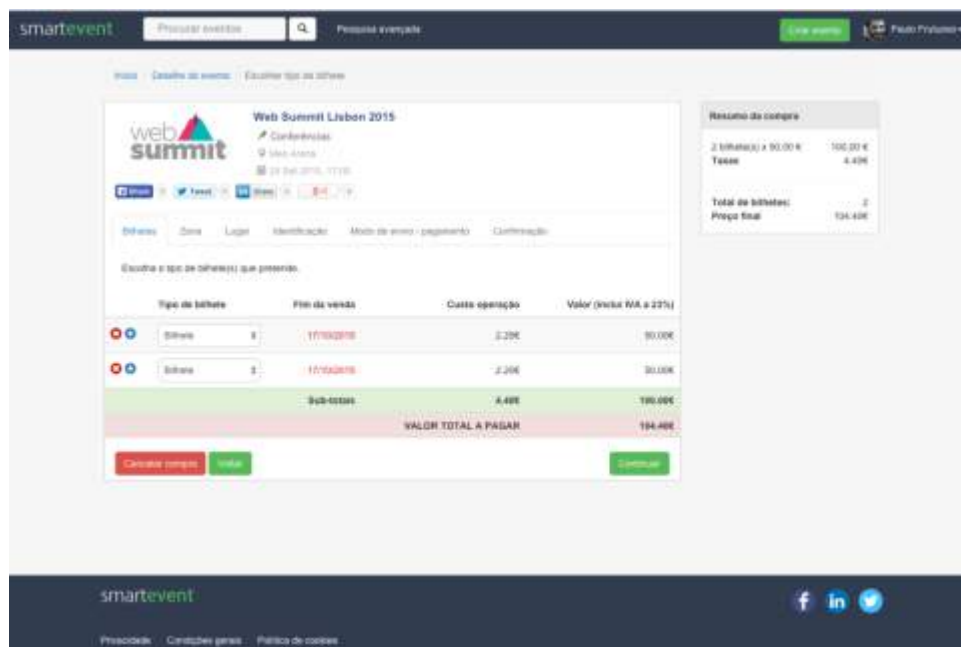 smartevent Procurar eventos Pesquisa avançada Criar evento
Início Detalhe do evento Escolher tipo de bilhete
web summit
Web Summit Lisbon 2015
Conferências
Meo Arena
Share Tweet Share
Bilhetes Zona Lugar Identificação Modo de envio - pagamento Confirmação
Escolha o tipo de bilhete(s) que pretende.
Tipo de bilhete Fim da venda Custo operação Valor (inclui IVA a 23%)
Bilhete 17/10/2015 2.20€ 50.00€
Bilhete 17/10/2015 2.20€ 50.00€
Sub-totais 4.40€ 100.00€
VALOR TOTAL A PAGAR 104.40€
Cancelar compra Voltar Continuar
Resumo da compra
2 bilhete(s) x 50.00 € 100.00 €
Taxas 4.40€
Total de bilhetes: 2
Preço final 104.40€
smartevent
Privacidade Condições gerais Política de cookies